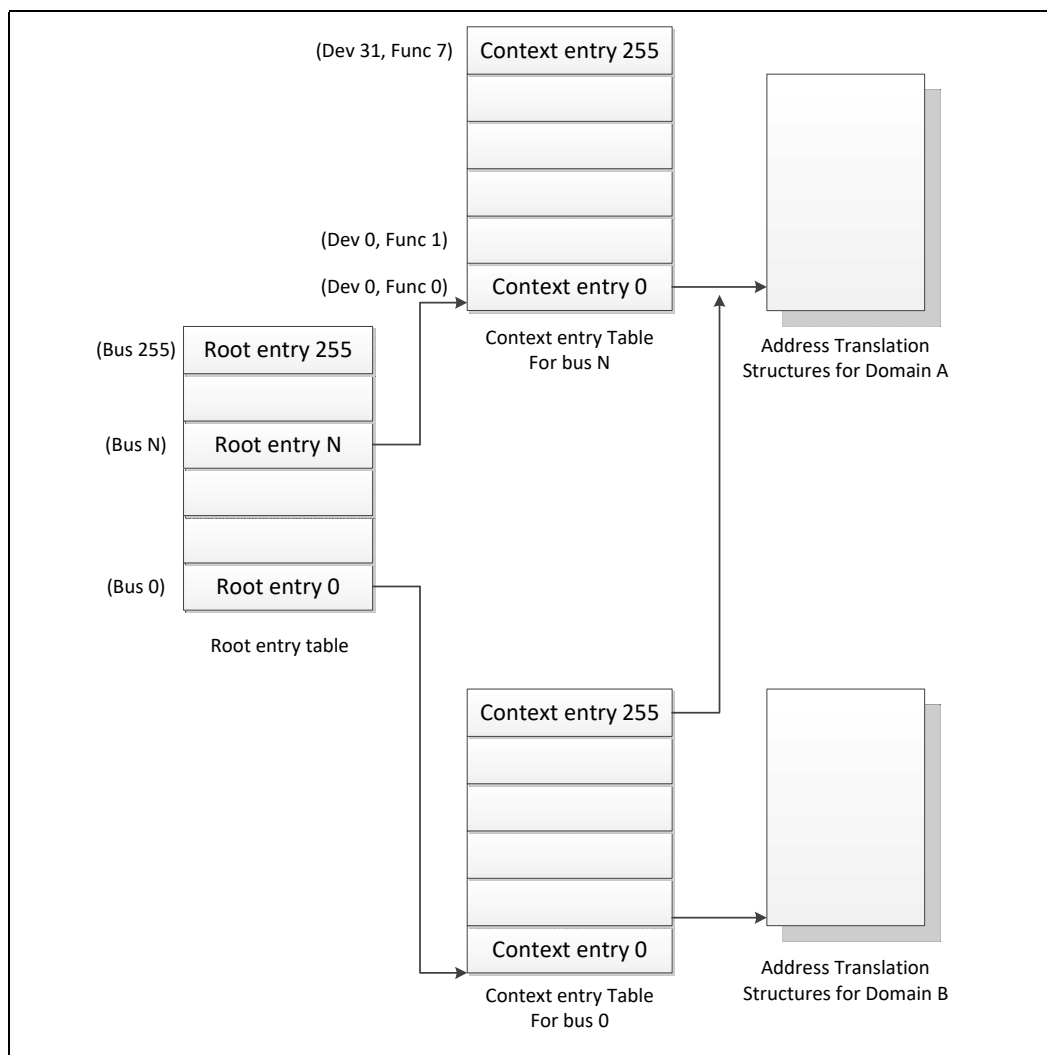 (Dev 31, Func 7)
Context entry 255
(Dev 0, Func 1)
(Dev 0, Func 0)
Context entry 0
Context entry Table
For bus N
Address Translation
Structures for Domain A
(Bus 255)
Root entry 255
(Bus N)
Root entry N
(Bus 0)
Root entry 0
Root entry table
Context entry 255
Context entry 0
Context entry Table
For bus 0
Address Translation
Structures for Domain B